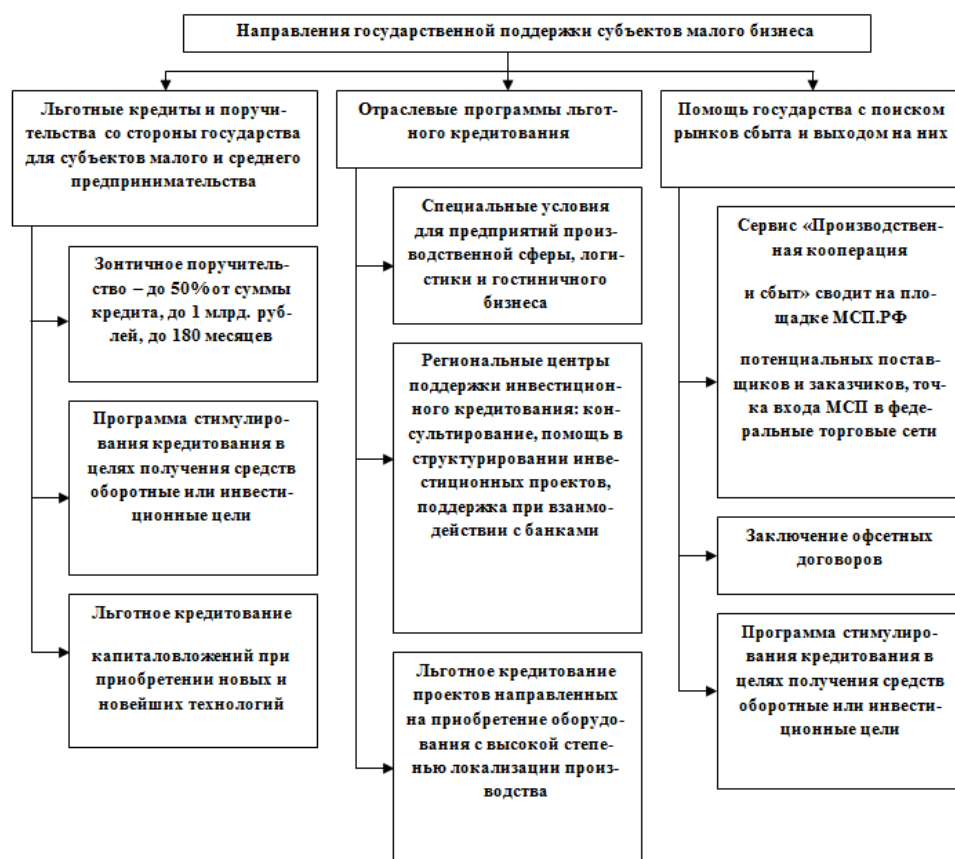 Направления государственной поддержки субъектов малого бизнеса
Льготные кредиты и поручи-
тельства со стороны государства
для субъектов малого и среднего
предпринимательства
Зонтичное поручитель-
ство – до 50% от суммы
кредита, до 1 млрд. руб-
лей, до 180 месяцев
Программа стимулиро-
вания кредитования в
целях получения средств
оборотные или инвести-
ционные цели
Льготное кредитование
капиталовложений при
приобретении новых и
новейших технологий
Отраслевые программы льгот-
ного кредитования
Специальные условия
для предприятий произ-
водственной сферы, логи-
стики и гостиничного
бизнеса
Региональные центры
поддержки инвестицион-
ного кредитования: кон-
сультирование, помощь в
структурировании инве-
стиционных проектов,
поддержка при взаимо-
действии с банками
Льготное кредитование
проектов направленных
на приобретение оборудо-
вания с высокой степе-
нью локализации произ-
водства
Помощь государства с поиском
рынков сбыта и выходом на них
Сервис «Производствен-
ная кооперация
и сбыт» сводит на пло-
щадке МСП.РФ
потенциальных постав-
щиков и заказчиков, точ-
ка входа МСП в феде-
ральные торговые сети
Заключение офсетных
договоров
Программа стимулиро-
вания кредитования в
целях получения средств
оборотные или инвести-
ционные цели